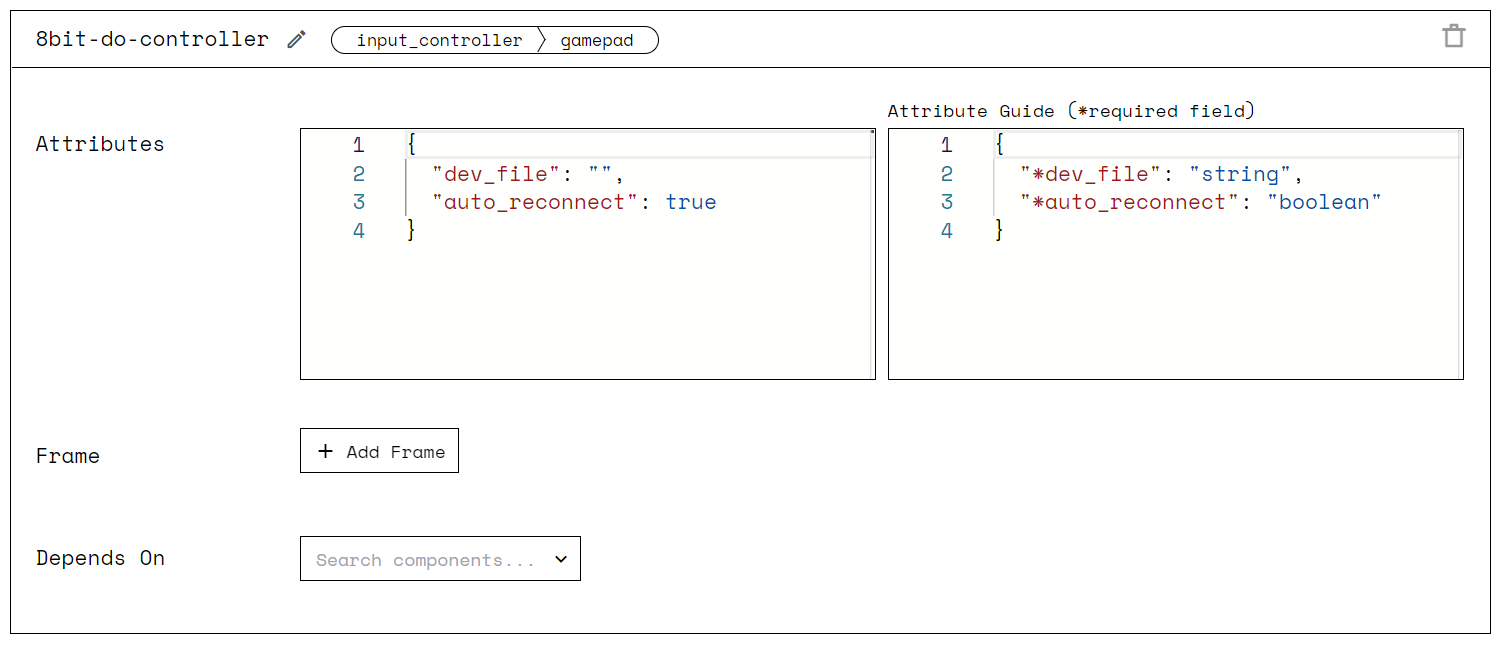 8bit-do-controller input_controller gamepad
Attribute Guide (*required field)
Attributes
1 {
2 "dev_file": "",
3 "auto_reconnect": true
4 }
1 {
2 "*dev_file": "string",
3 "*auto_reconnect": "boolean"
4 }
Frame
+ Add Frame
Depends On
Search components...